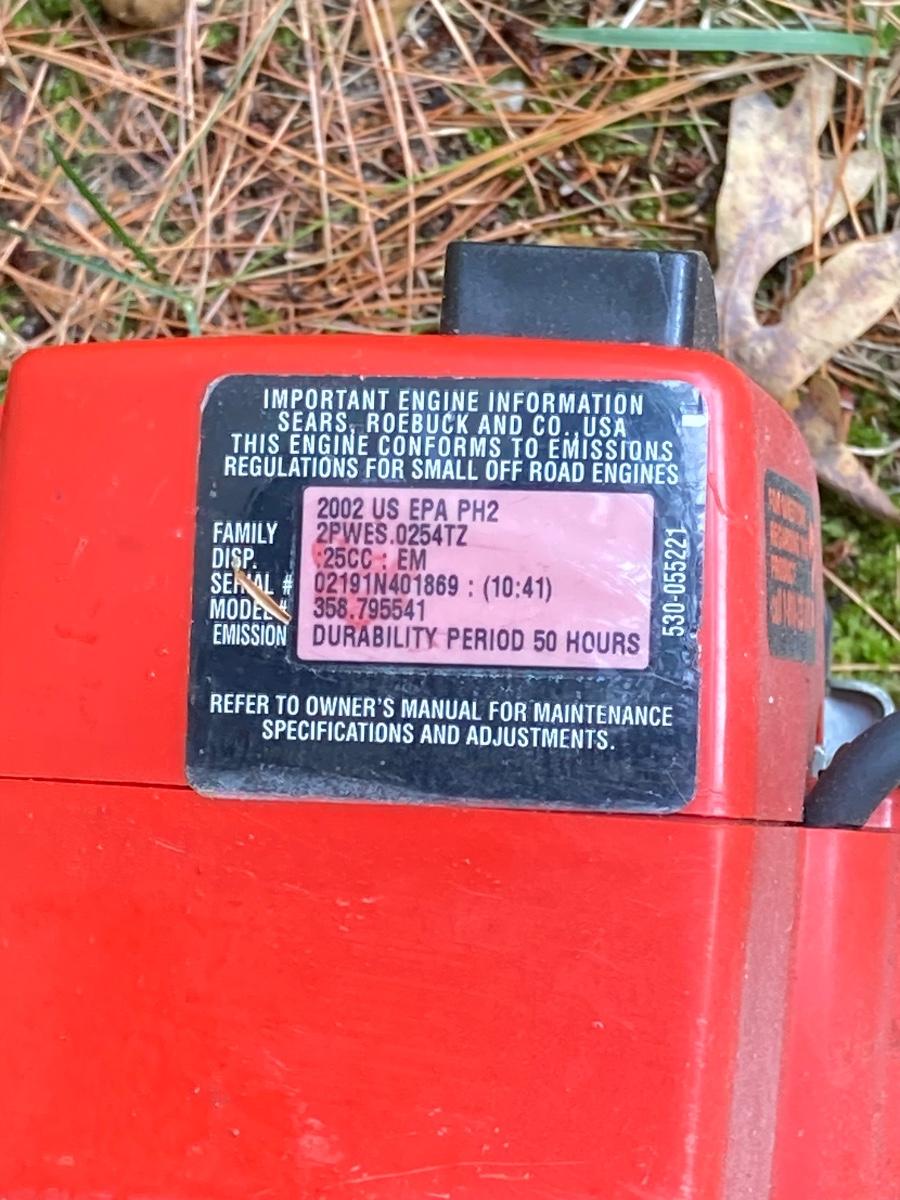 IMPORTANT ENGINE INFORMATION
SEARS, ROEBUCK AND CO., USA
THIS ENGINE CONFORMS TO EMISSIONS
REGULATIONS FOR SMALL OFF ROAD ENGINES
2002 US EPA PH2
FAMILY 2PWES.0254TZ
DISP. :25CC : EM
SERIAL # 02191N401869 : (10:41)
MODEL # 358.795541
EMISSION DURABILITY PERIOD 50 HOURS
530-055221
REFER TO OWNER'S MANUAL FOR MAINTENANCE
SPECIFICATIONS AND ADJUSTMENTS.